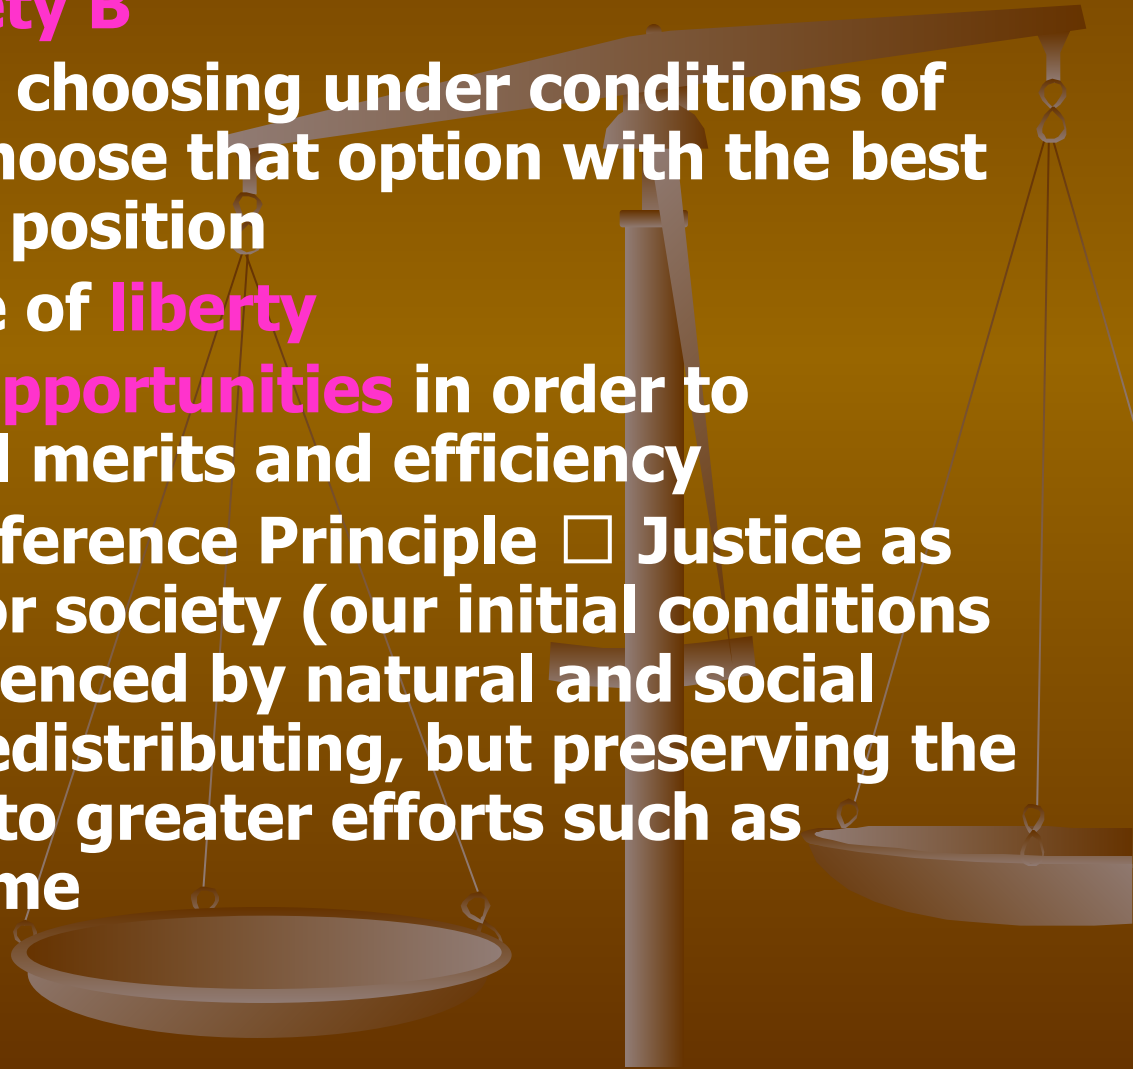 ety B
choosing under conditions of
hoose that option with the best
position
e of liberty
pportunities in order to
l merits and efficiency
ference Principle □ Justice as
or society (our initial conditions
enced by natural and social
edistributing, but preserving the
to greater efforts such as
me